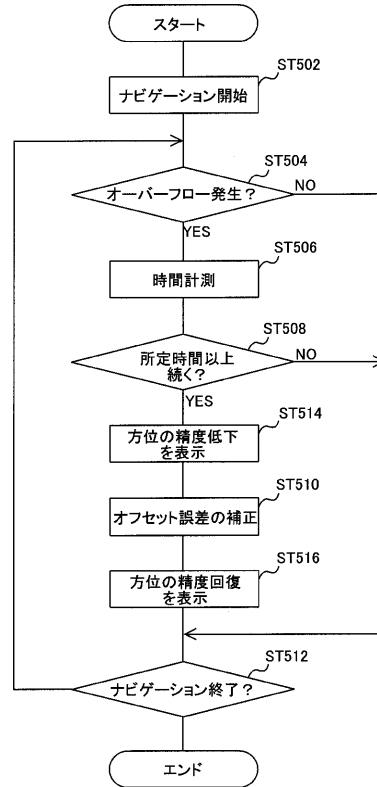 スタート
ST502
ナビゲーション開始
ST504
オーバーフロー発生？
NO
YES
ST506
時間計測
ST508
所定時間以上
続く？
NO
YES
ST514
方位の精度低下
を表示
ST510
オフセット誤差の補正
ST516
方位の精度回復
を表示
ST512
ナビゲーション終了？
エンド